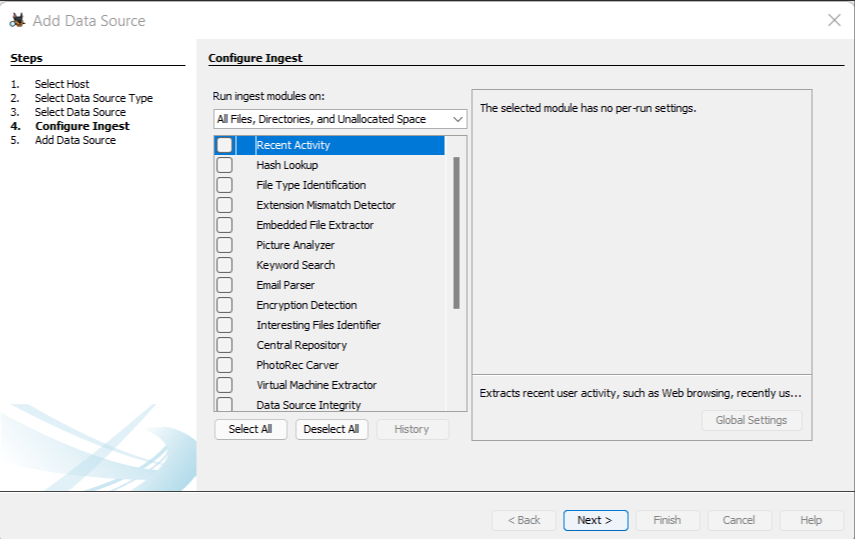 Add Data Source
Steps
1. Select Host
2. Select Data Source Type
3. Select Data Source
4. Configure Ingest
5. Add Data Source
Configure Ingest
Run ingest modules on:
All Files, Directories, and Unallocated Space
Recent Activity
Hash Lookup
File Type Identification
Extension Mismatch Detector
Embedded File Extractor
Picture Analyzer
Keyword Search
Email Parser
Encryption Detection
Interesting Files Identifier
Central Repository
PhotoRec Carver
Virtual Machine Extractor
Data Source Integrity
Select All Deselect All History
The selected module has no per-run settings.
Extracts recent user activity, such as Web browsing, recently us...
Global Settings
< Back Next > Finish Cancel Help